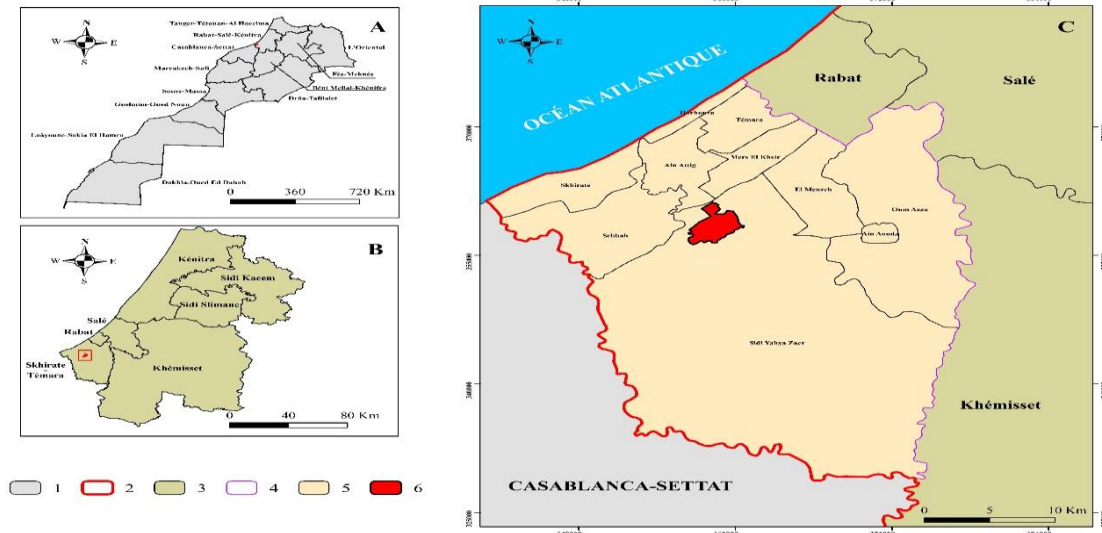 A
N
W E
S
Tanger-Tétouan-Al Hoceima
Rabat-Salé-Kénitra
Casablanca-Settat
L'Oriental
Marrakech-Safi
Fès-Meknès
Béni Mellal-Khénifra
Souss-Massa
Drâa-Tafilalet
Guelmim-Oued Noun
Laâyoune-Sakia El Hamra
Dakhla-Oued Ed Dahab
0 360 720 Km
B
N
W E
S
Kénitra
Sidi Kacem
Sidi Slimane
Salé
Rabat
Skhirate
-
Témara
Khémisset
0 40 80 Km
1 2 3 4 5 6
C
N
W E
S
OCÉAN ATLANTIQUE
Rabat
Salé
Harhoura
Témara
Mers El Kheir
Ain Attig
Skhirate
El Menzeh
Oum Azza
Ain Aouda
Sebbah
Sidi Yahya Zaer
Khémisset
CASABLANCA-SETTAT
0 5 10 Km
370000
355000
340000
325000